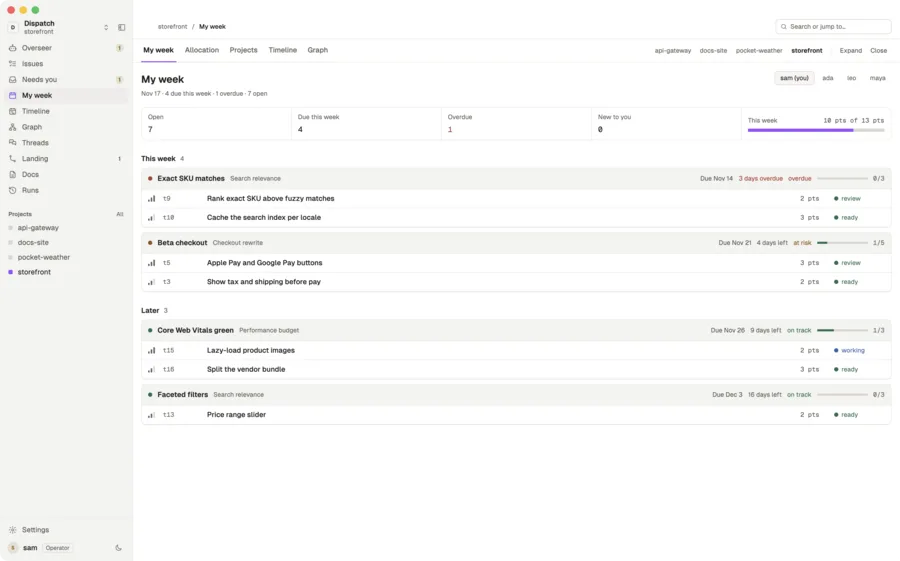 D
Dispatch
storefront
Overseer 1
Issues
Needs you 1
My week
Timeline
Graph
Threads
Landing 1
Docs
Runs
Projects All
api-gateway
docs-site
pocket-weather
storefront
Settings
S sam Operator
storefront / My week
Search or jump to…
My week Allocation Projects Timeline Graph
api-gateway docs-site pocket-weather storefront Expand Close
My week
sam (you) ada leo maya
Nov 17 · 4 due this week · 1 overdue · 7 open
Open
7
Due this week
4
Overdue
1
New to you
0
This week 10 pts of 13 pts
This week 4
Exact SKU matches Search relevance Due Nov 14 3 days overdue overdue 0/3
t9 Rank exact SKU above fuzzy matches 2 pts review
t10 Cache the search index per locale 3 pts ready
Beta checkout Checkout rewrite Due Nov 21 4 days left at risk 1/5
t5 Apple Pay and Google Pay buttons 3 pts review
t3 Show tax and shipping before pay 2 pts ready
Later 3
Core Web Vitals green Performance budget Due Nov 26 9 days left on track 1/3
t15 Lazy-load product images 2 pts working
t16 Split the vendor bundle 3 pts ready
Faceted filters Search relevance Due Dec 3 16 days left on track 0/3
t13 Price range slider 2 pts ready